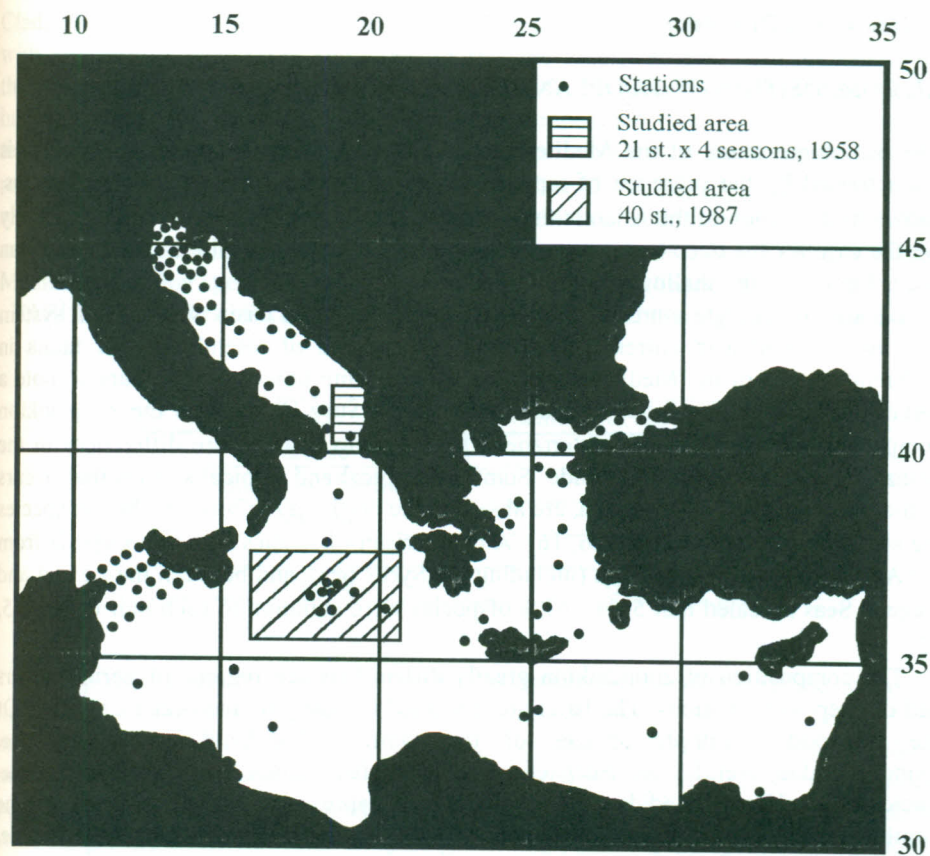 10 15 20 25 30 35
50
Stations
Studied area
21 st. x 4 seasons, 1958
Studied area
40 st., 1987
45
40
35
30